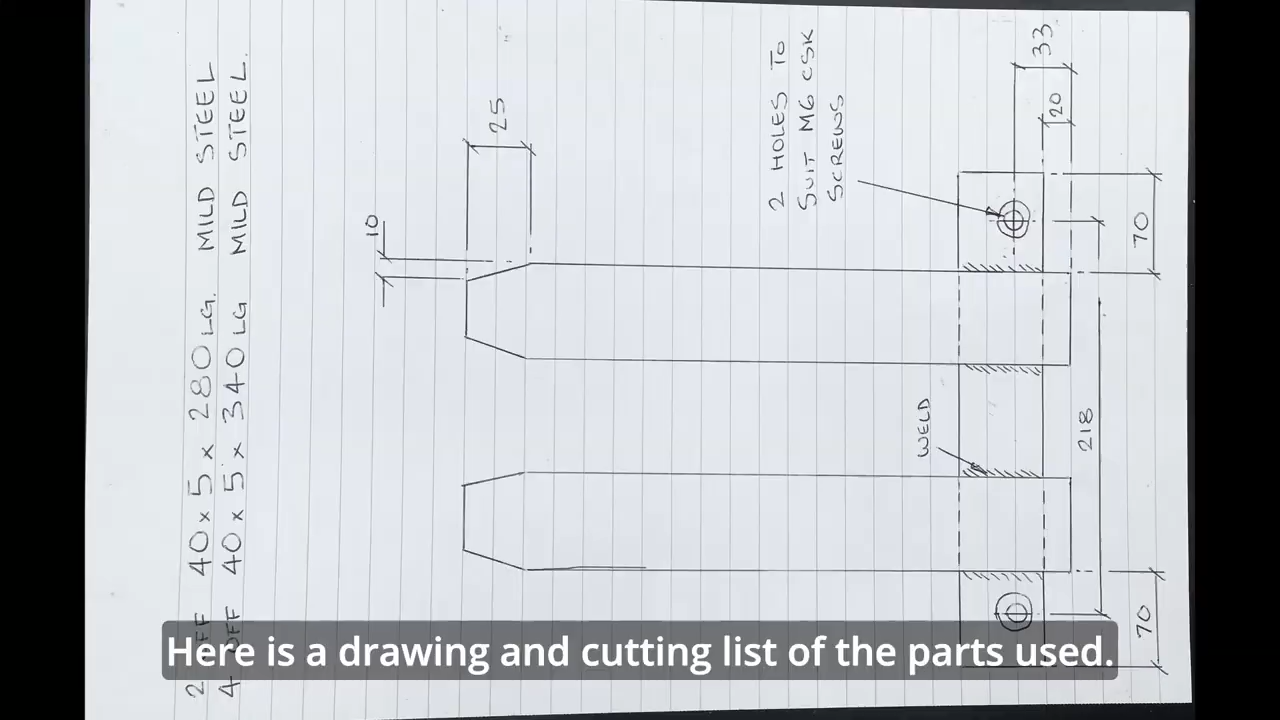 2 OFF 40 x 5 x 280 LG. MILD STEEL
4 OFF 40 x 5 x 340 LG MILD STEEL.
10
25
2 HOLES TO
SUIT M6 CSK
SCREWS
33
20
70
WELD
218
70
Here is a drawing and cutting list of the parts used.